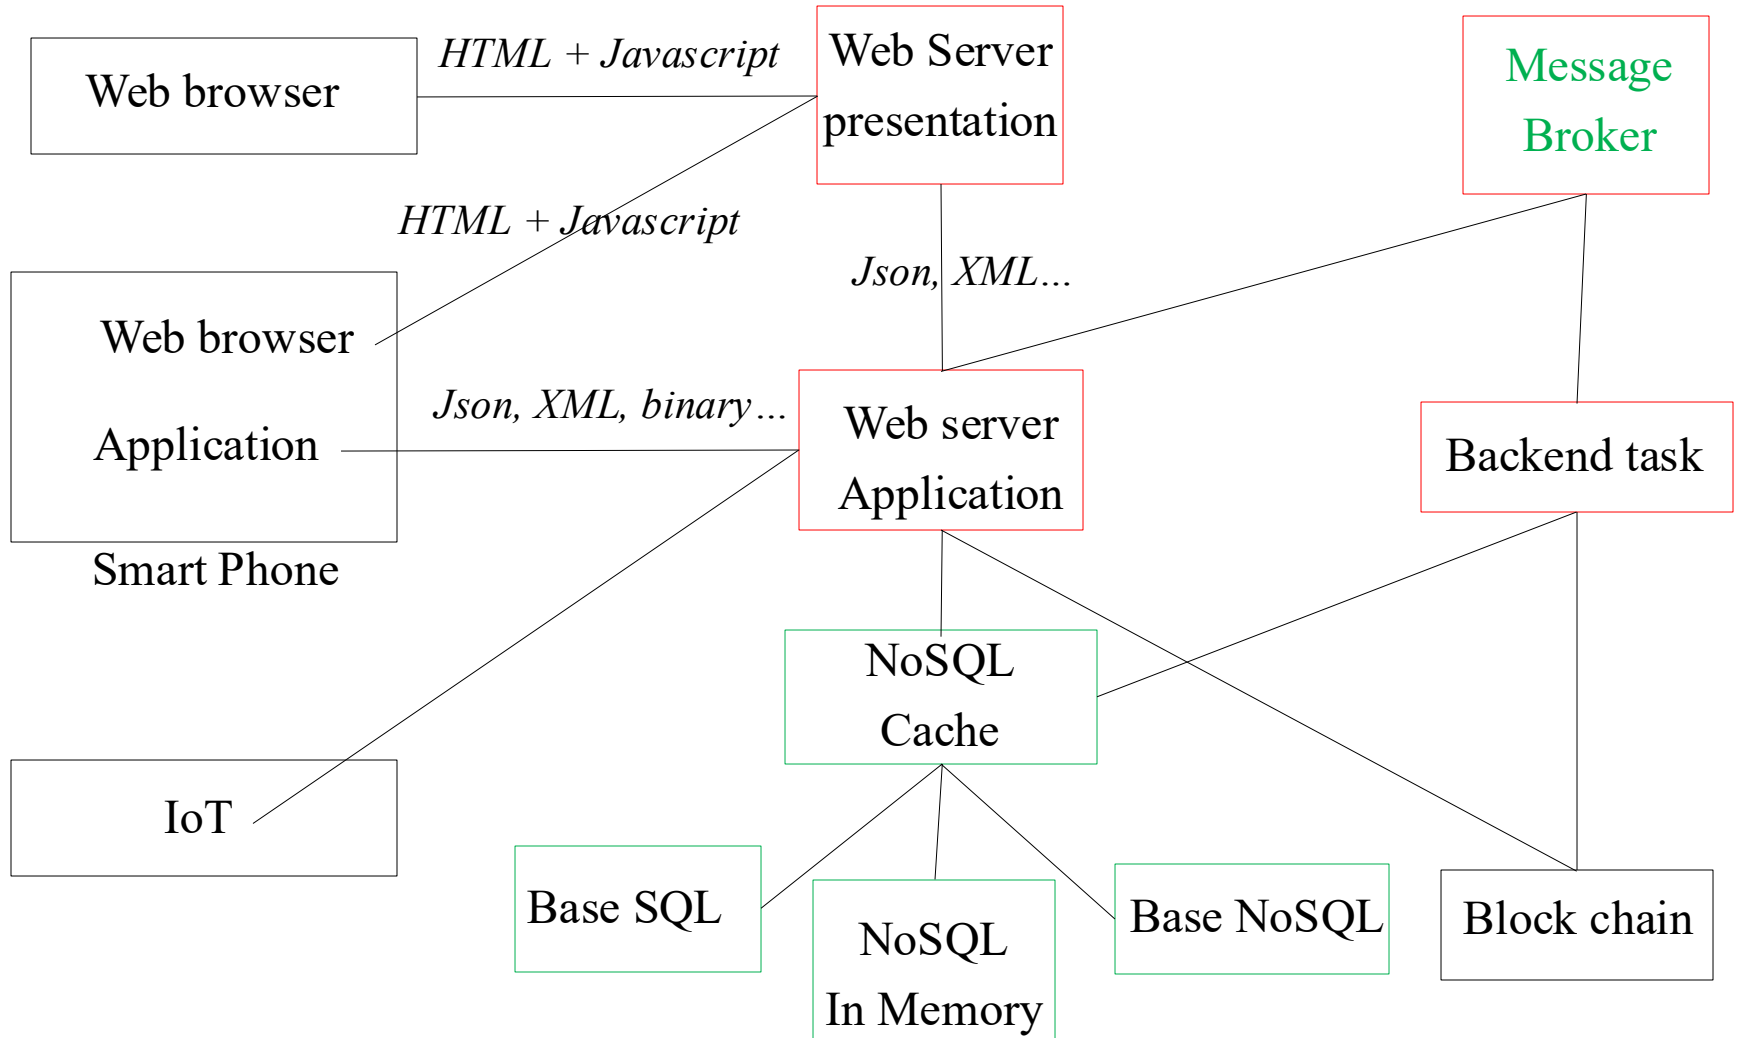 Web browser
HTML + Javascript
Web Server
presentation
Message
Broker
HTML + Javascript
Json, XML...
Web browser
Application
Smart Phone
Json, XML, binary...
Web server
Application
Backend task
NoSQL
Cache
IoT
Base SQL
NoSQL
In Memory
Base NoSQL
Block chain